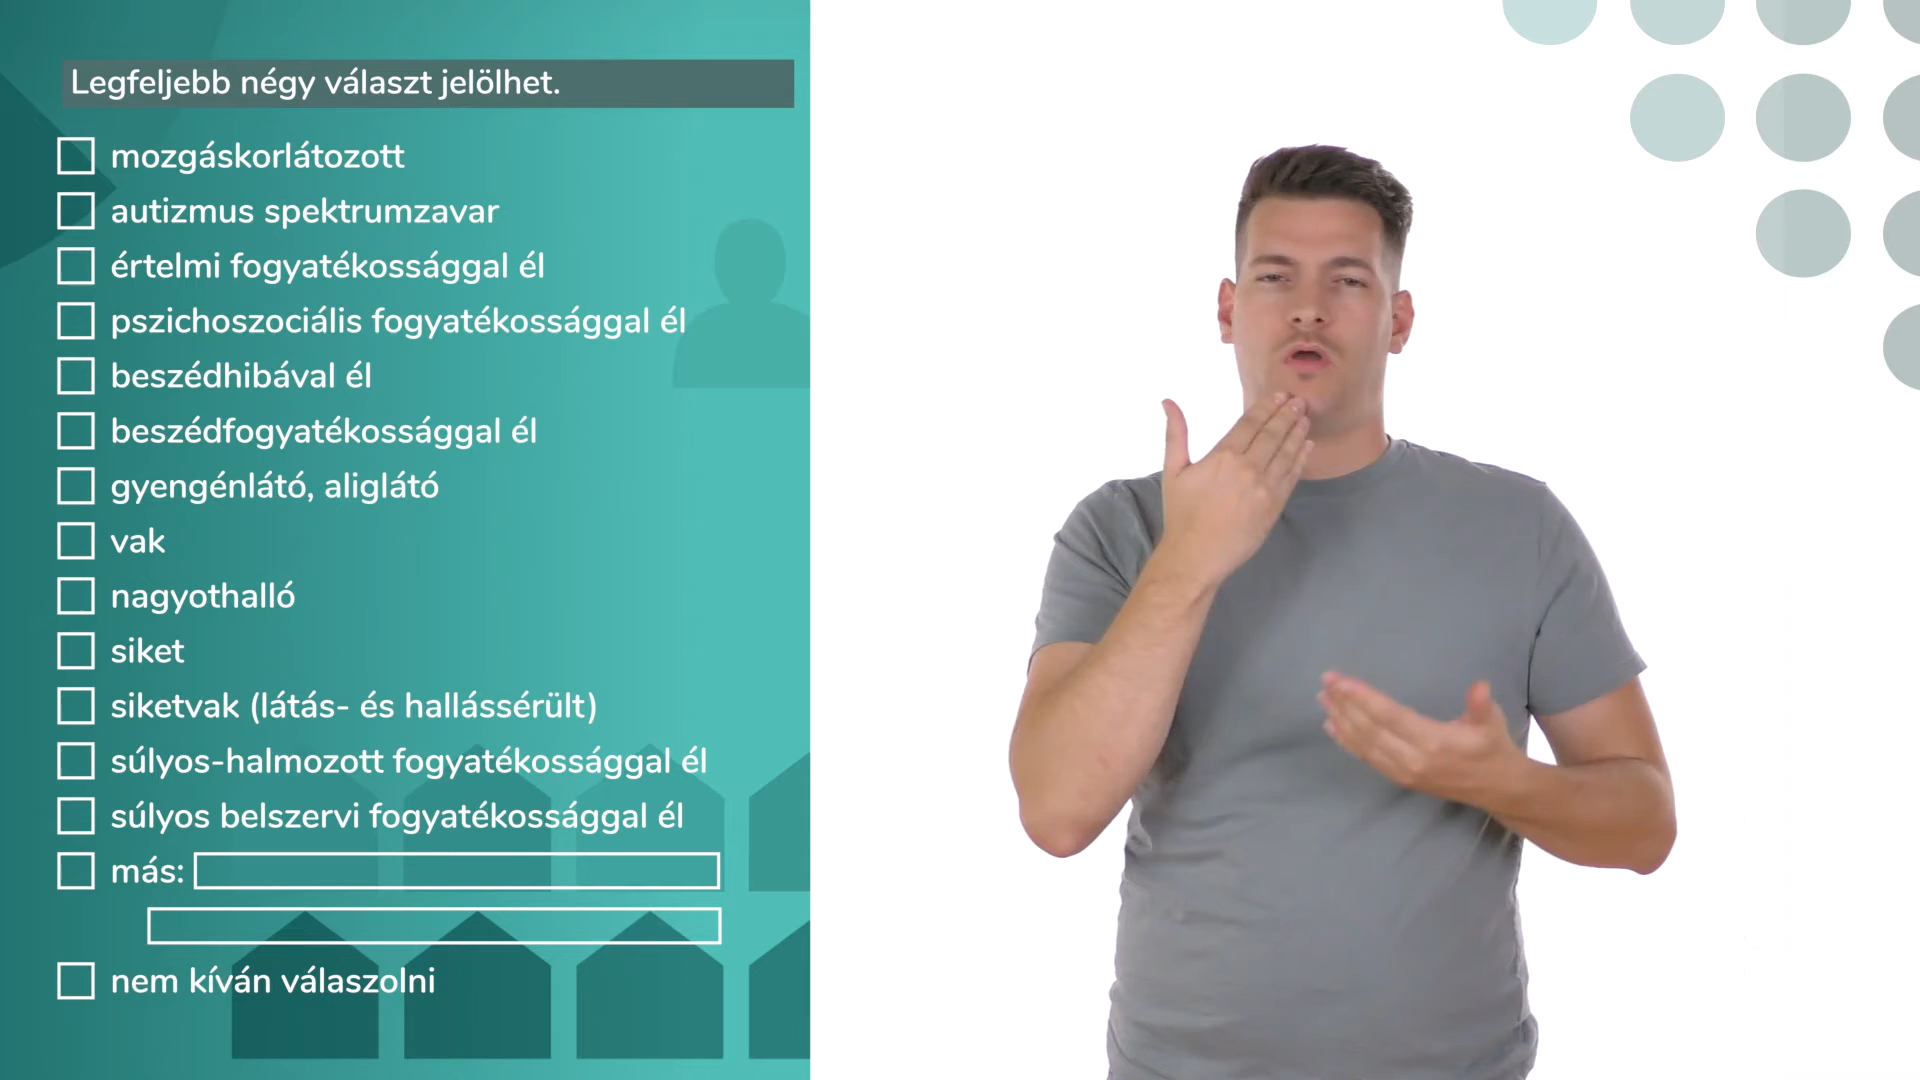 Legfeljebb négy választ jelölhet.
mozgáskorlátozott
autizmus spektrumzavar
értelmi fogyatékossággal él
pszichoszociális fogyatékossággal él
beszédhibával él
beszédfogyatékossággal él
gyengénlátó, aliglátó
vak
nagyothalló
siket
siketvak (látás- és hallássérült)
súlyos-halmozott fogyatékossággal él
súlyos belszervi fogyatékossággal él
más:
nem kíván válaszolni